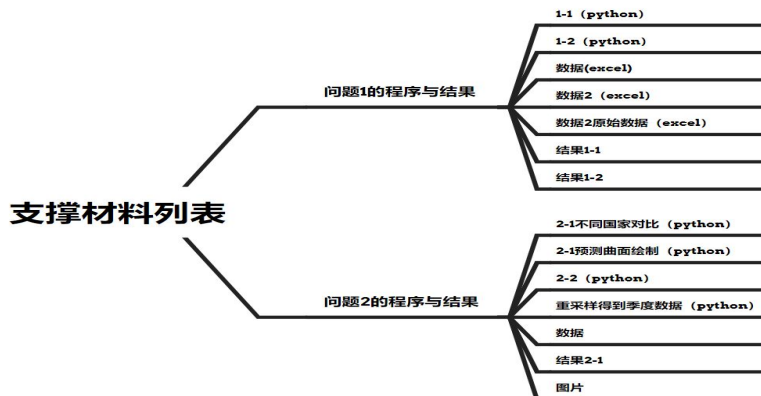 支撑材料列表
问题1的程序与结果
1-1（python）
1-2（python）
数据(excel)
数据2（excel）
数据2原始数据（excel）
结果1-1
结果1-2
问题2的程序与结果
2-1不同国家对比（python）
2-1预测曲面绘制（python）
2-2（python）
重采样得到季度数据（python）
数据
结果2-1
图片